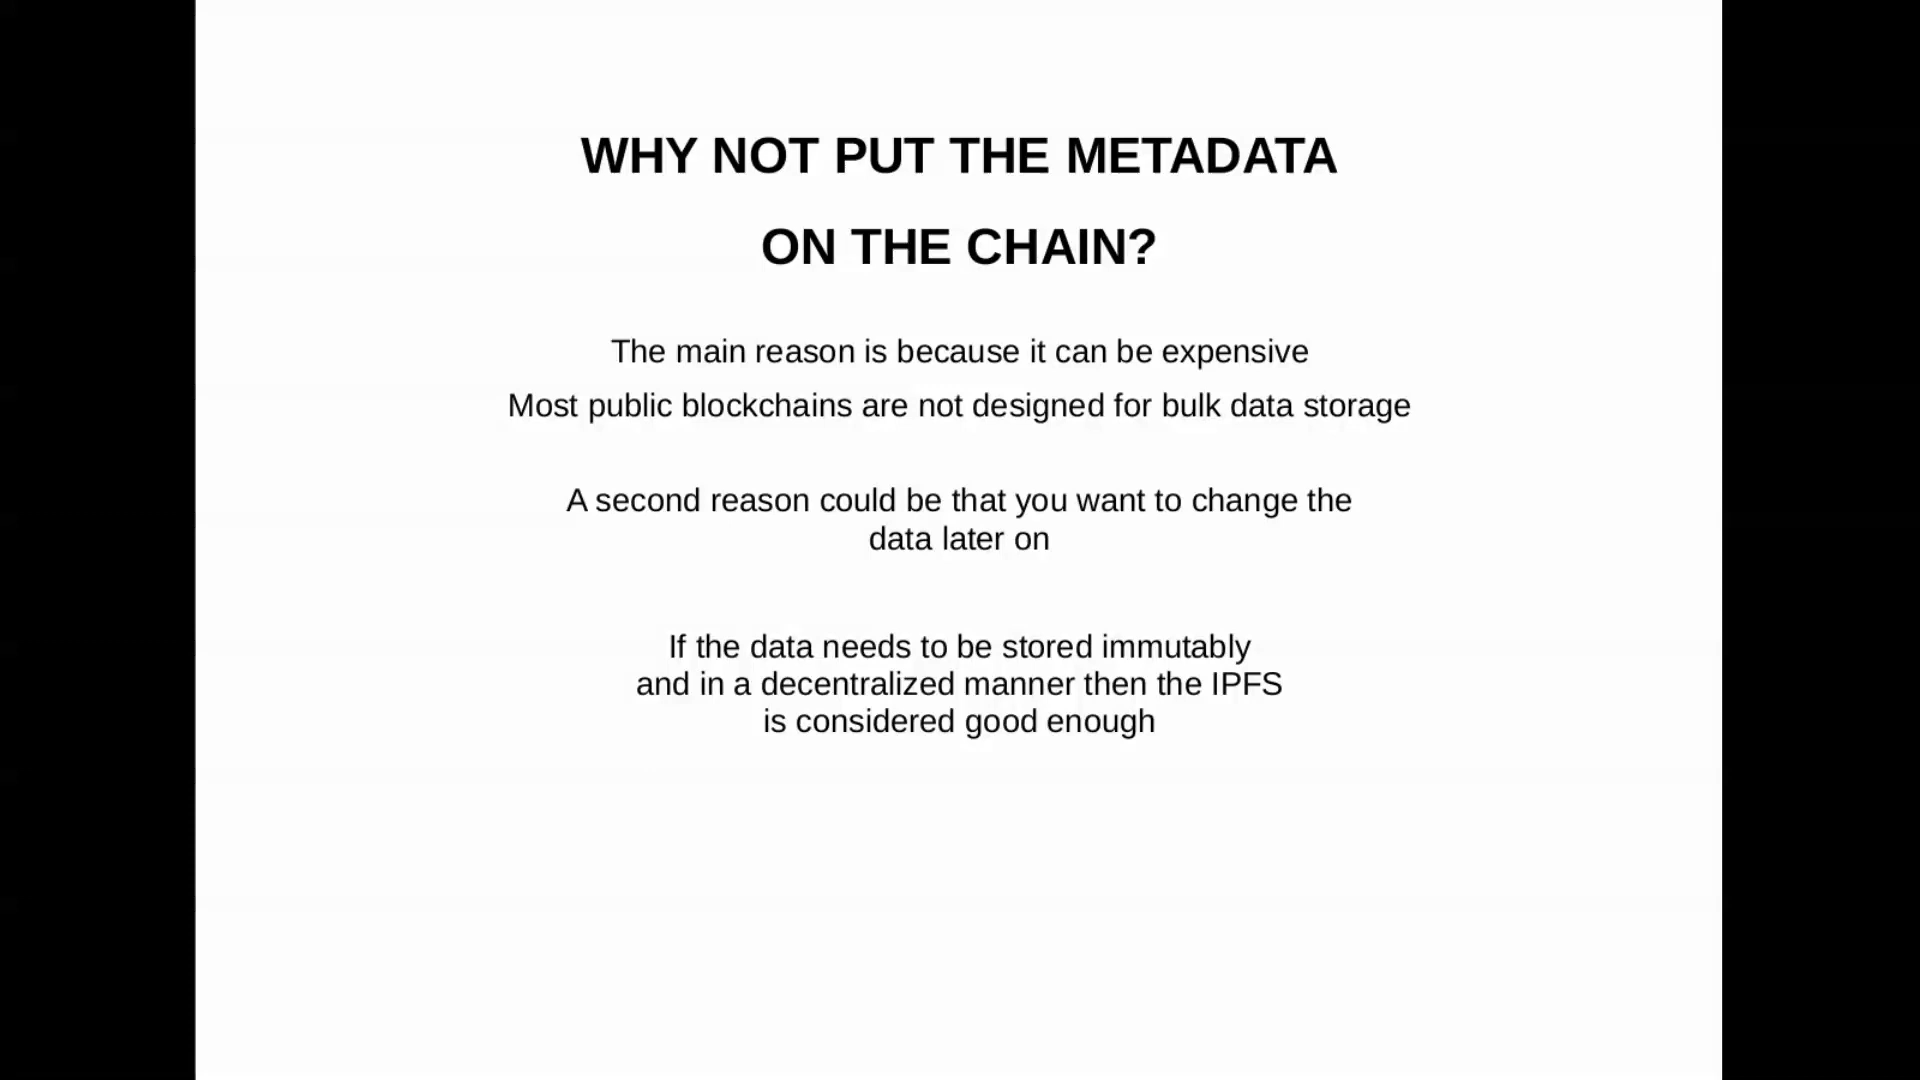 WHY NOT PUT THE METADATA
ON THE CHAIN?
The main reason is because it can be expensive
Most public blockchains are not designed for bulk data storage
A second reason could be that you want to change the
data later on
If the data needs to be stored immutably
and in a decentralized manner then the IPFS
is considered good enough